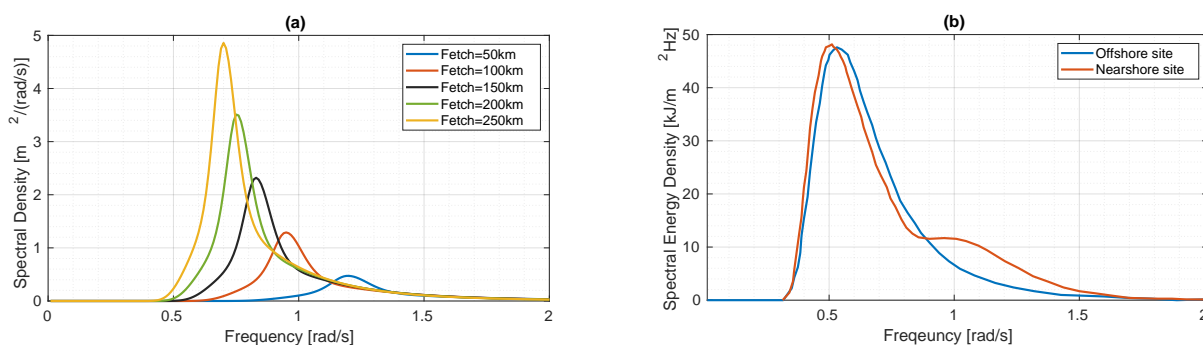 (a)
Spectral Density [m ²/(rad/s)]
5
4
3
2
1
0
Fetch=50km
Fetch=100km
Fetch=150km
Fetch=200km
Fetch=250km
0 0.5 1 1.5 2
Frequency [rad/s]
(b)
Spectral Energy Density [kJ/m ²Hz]
50
40
30
20
10
0
Offshore site
Nearshore site
0.5 1 1.5 2
Freqeuncy [rad/s]